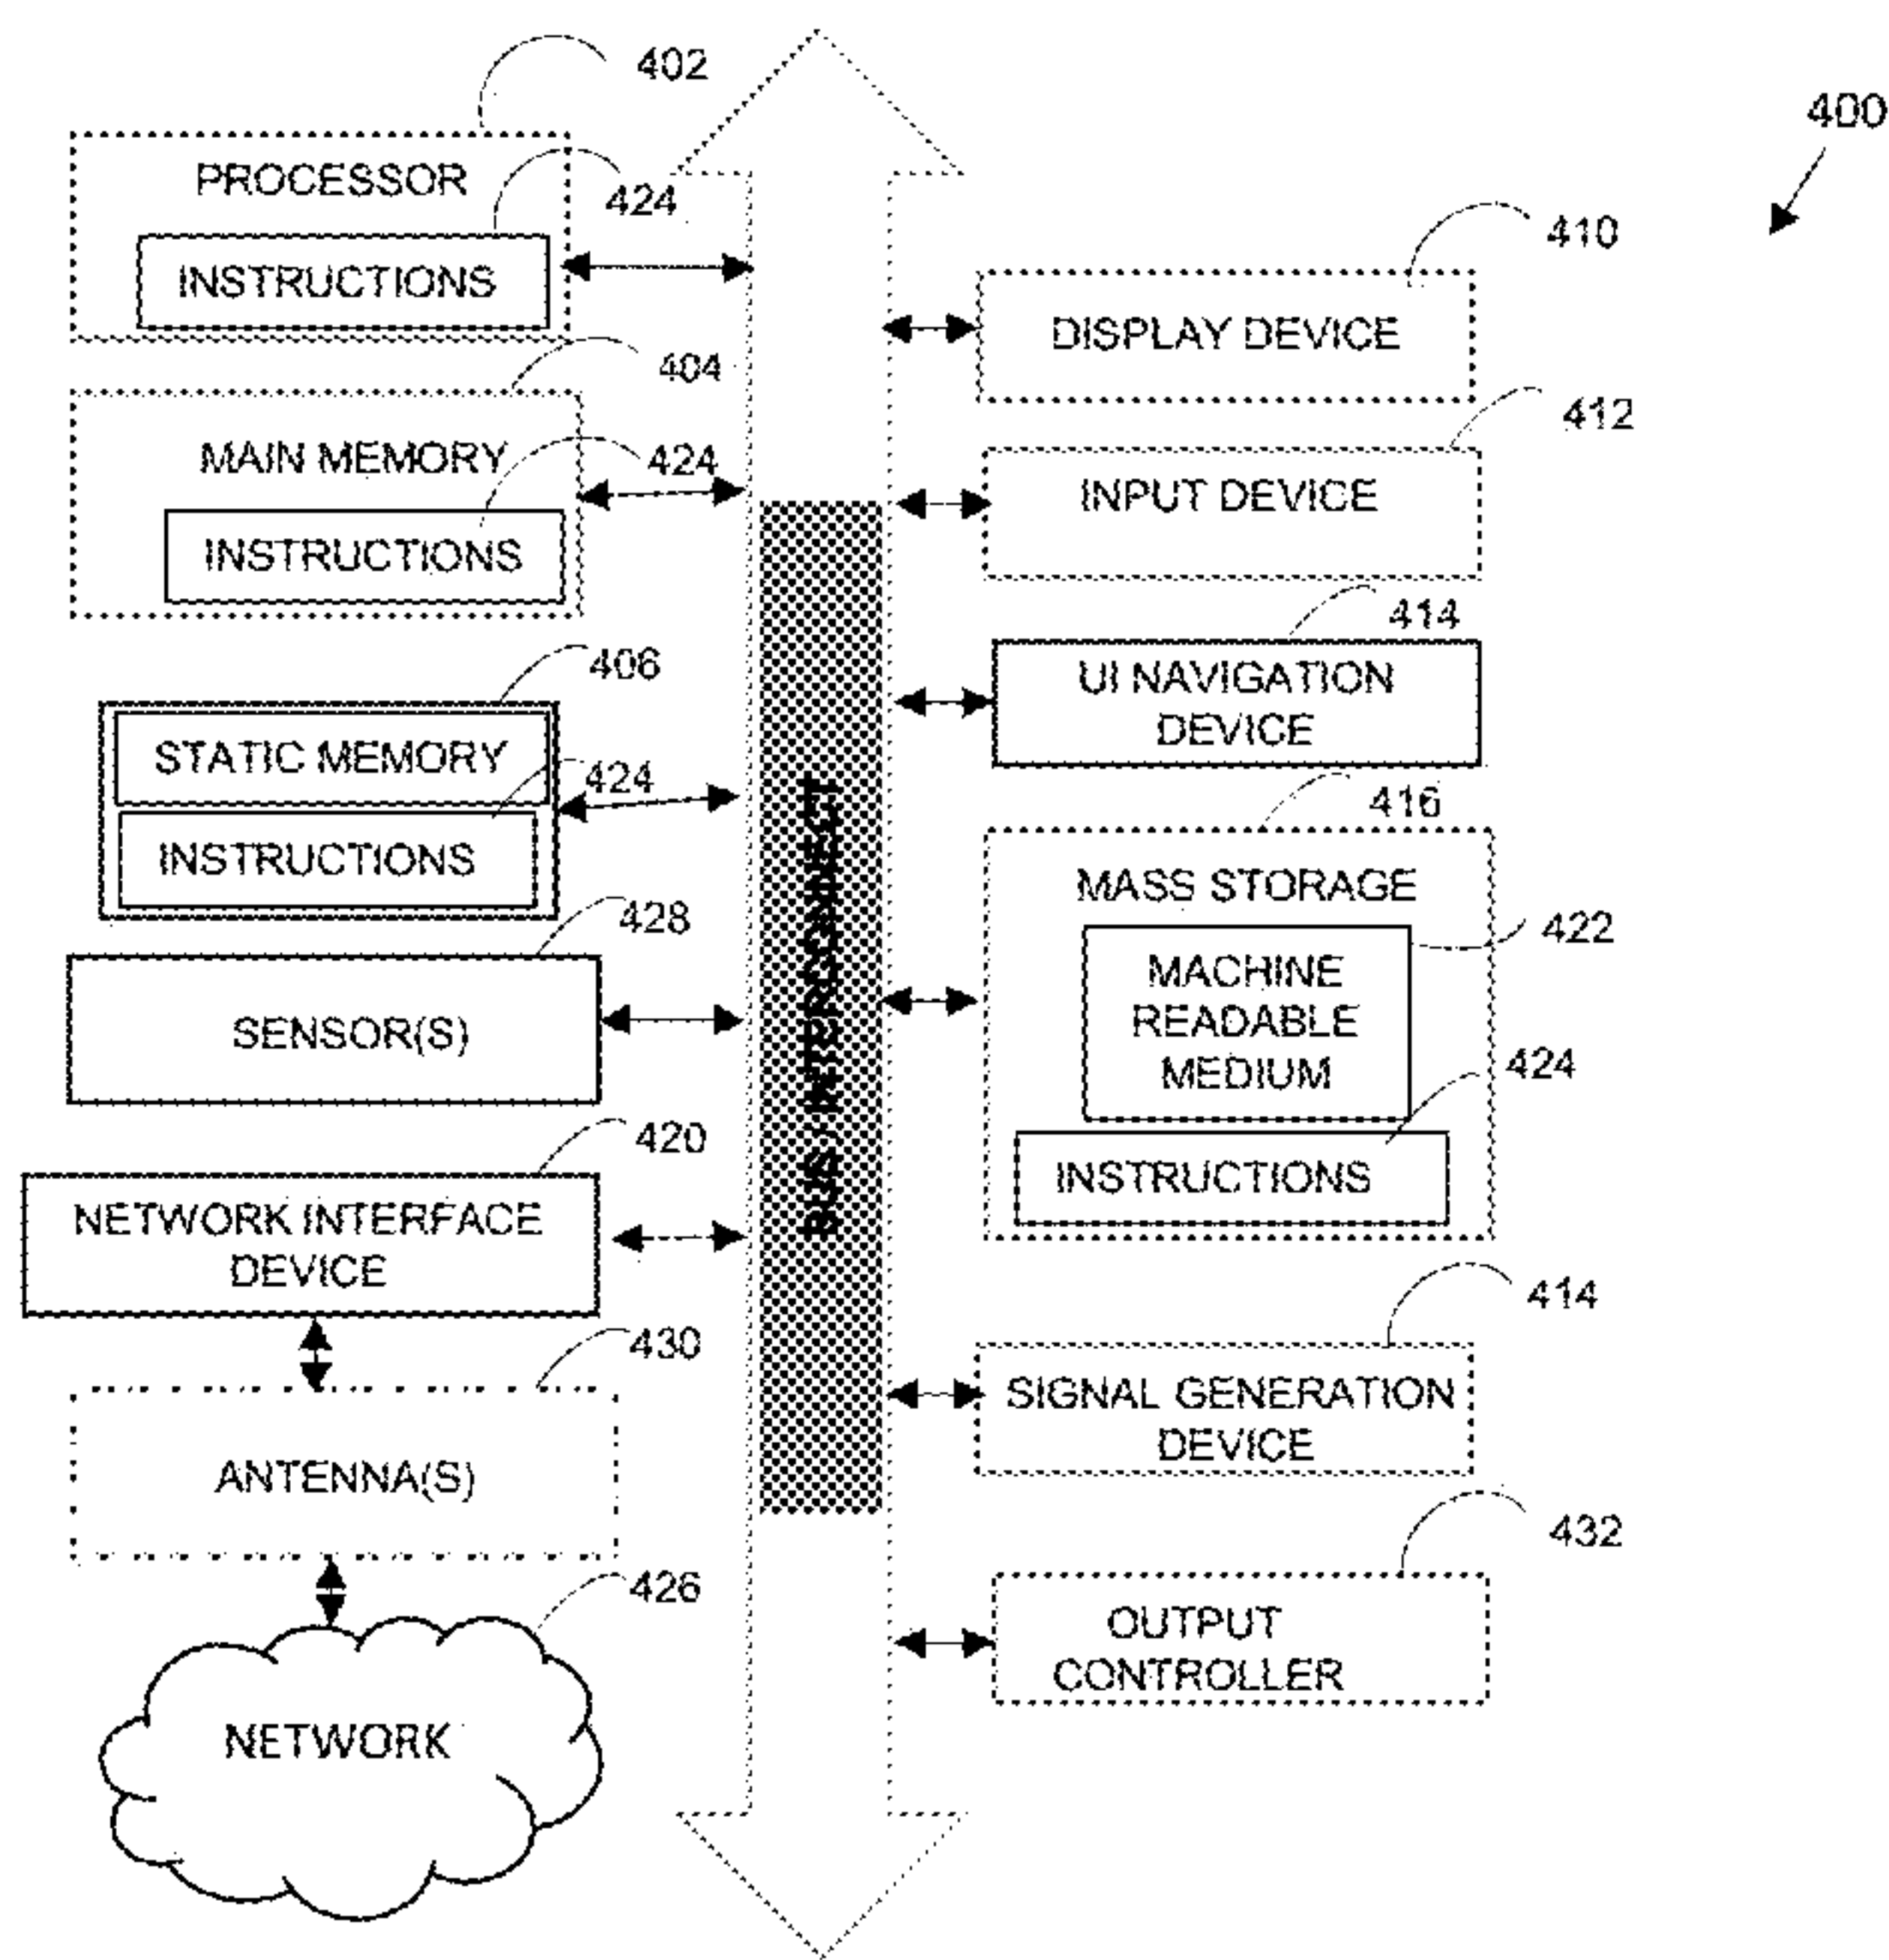 402
400
PROCESSOR
424
INSTRUCTIONS
410
DISPLAY DEVICE
404
MAIN MEMORY
424
INSTRUCTIONS
412
INPUT DEVICE
414
UI NAVIGATION
DEVICE
406
STATIC MEMORY
424
INSTRUCTIONS
416
MASS STORAGE
422
MACHINE
READABLE
MEDIUM
424
INSTRUCTIONS
428
SENSOR(S)
BUS / INTERCONNECT
420
NETWORK INTERFACE
DEVICE
414
SIGNAL GENERATION
DEVICE
430
ANTENNA(S)
432
OUTPUT
CONTROLLER
426
NETWORK